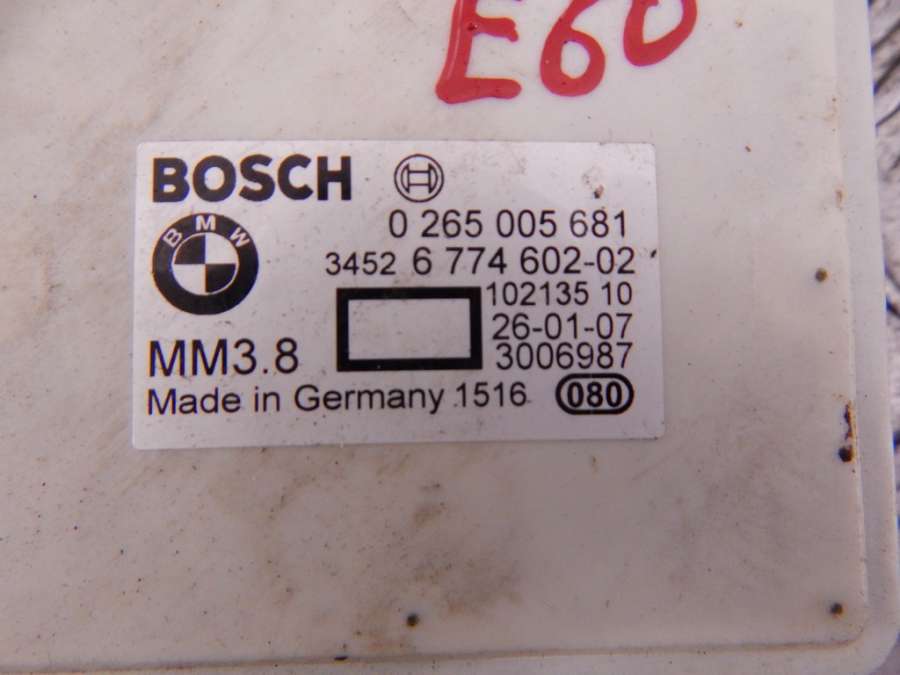 E60
BOSCH
0 265 005 681
BMW
3452 6 774 602-02
102135 10
26-01-07
MM3.8
3006987
Made in Germany 1516 080